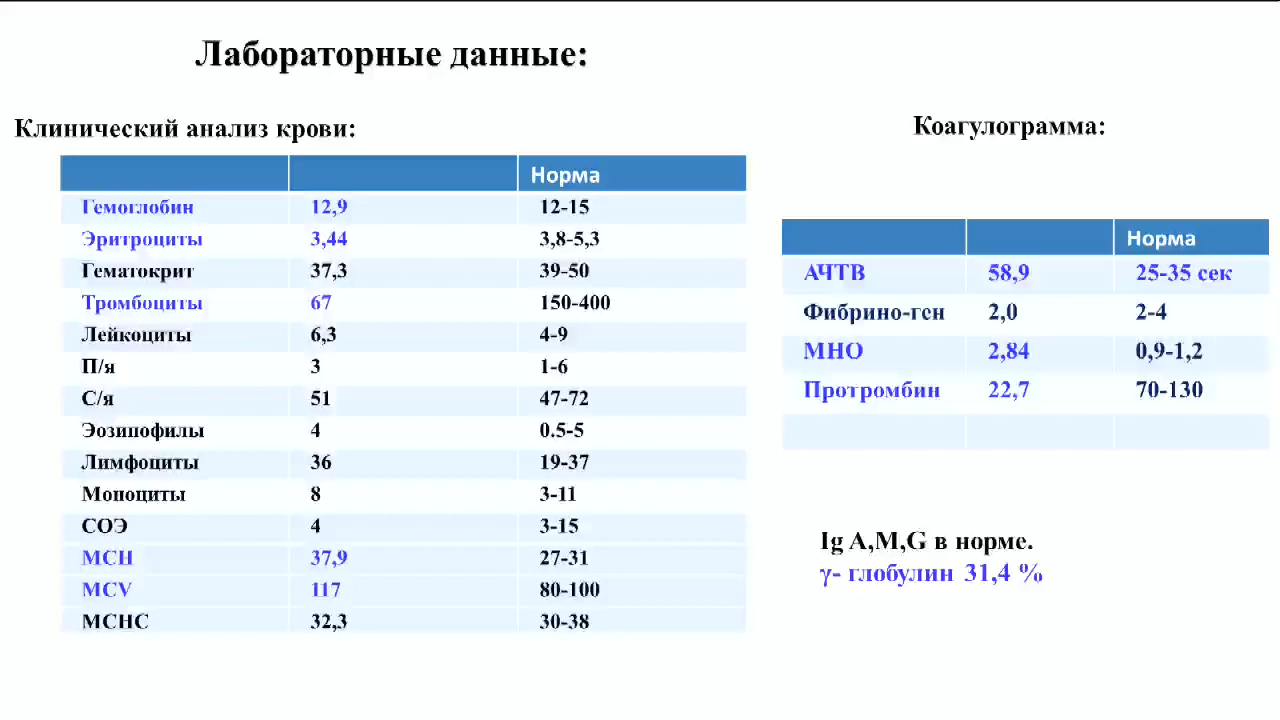 Лабораторные данные:
Клинический анализ крови:
Норма
Гемоглобин 12,9 12-15
Эритроциты 3,44 3,8-5,3
Гематокрит 37,3 39-50
Тромбоциты 67 150-400
Лейкоциты 6,3 4-9
П/я 3 1-6
С/я 51 47-72
Эозинофилы 4 0.5-5
Лимфоциты 36 19-37
Моноциты 8 3-11
СОЭ 4 3-15
МСН 37,9 27-31
MCV 117 80-100
МСНС 32,3 30-38
Коагулограмма:
Норма
АЧТВ 58,9 25-35 сек
Фибрино-ген 2,0 2-4
МНО 2,84 0,9-1,2
Протромбин 22,7 70-130
Ig A,M,G в норме.
γ- глобулин 31,4 %